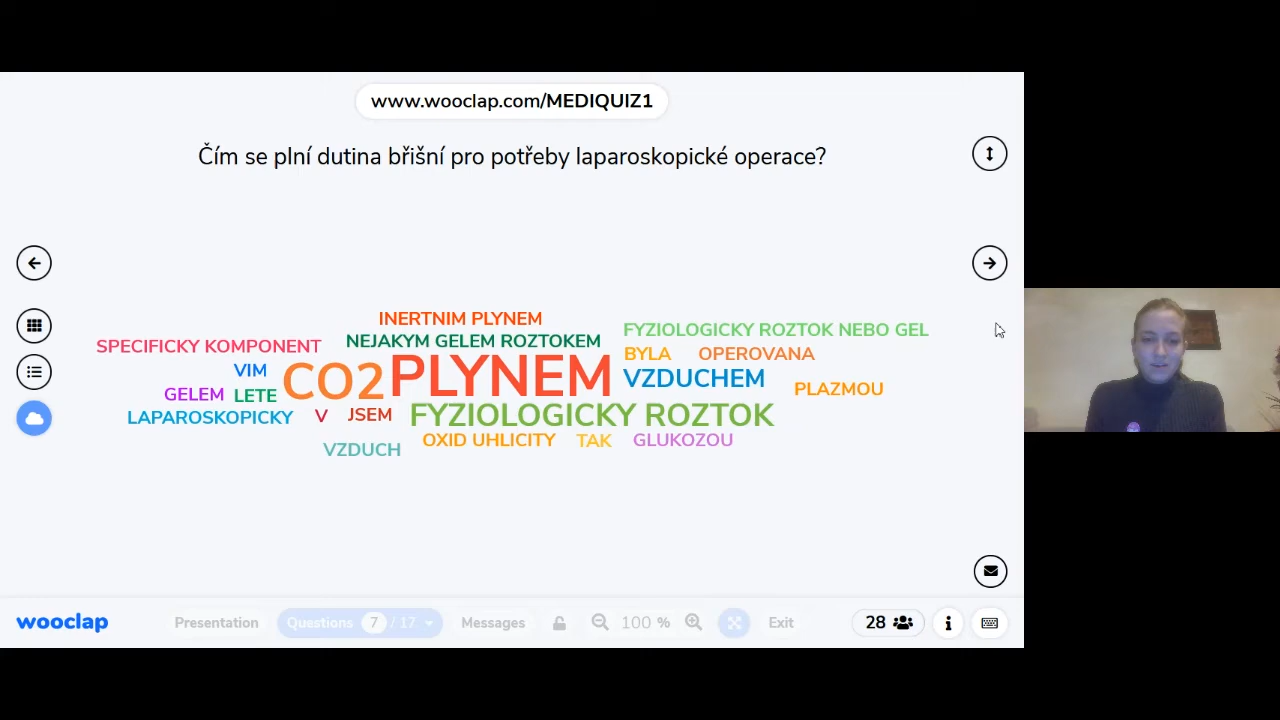 www.wooclap.com/MEDIQUIZ1
Čím se plní dutina břišní pro potřeby laparoskopické operace?
INERTNIM PLYNEM
FYZIOLOGICKY ROZTOK NEBO GEL
SPECIFICKY KOMPONENT
NEJAKYM GELEM ROZTOKEM
BYLA
OPEROVANA
VIM
CO2
PLYNEM
VZDUCHEM
PLAZMOU
GELEM
LETE
LAPAROSKOPICKY
V
JSEM
FYZIOLOGICKY ROZTOK
VZDUCH
OXID UHLICITY
TAK
GLUKOZOU
wooclap
Presentation
Questions 7 / 17
Messages
100 %
Exit
28